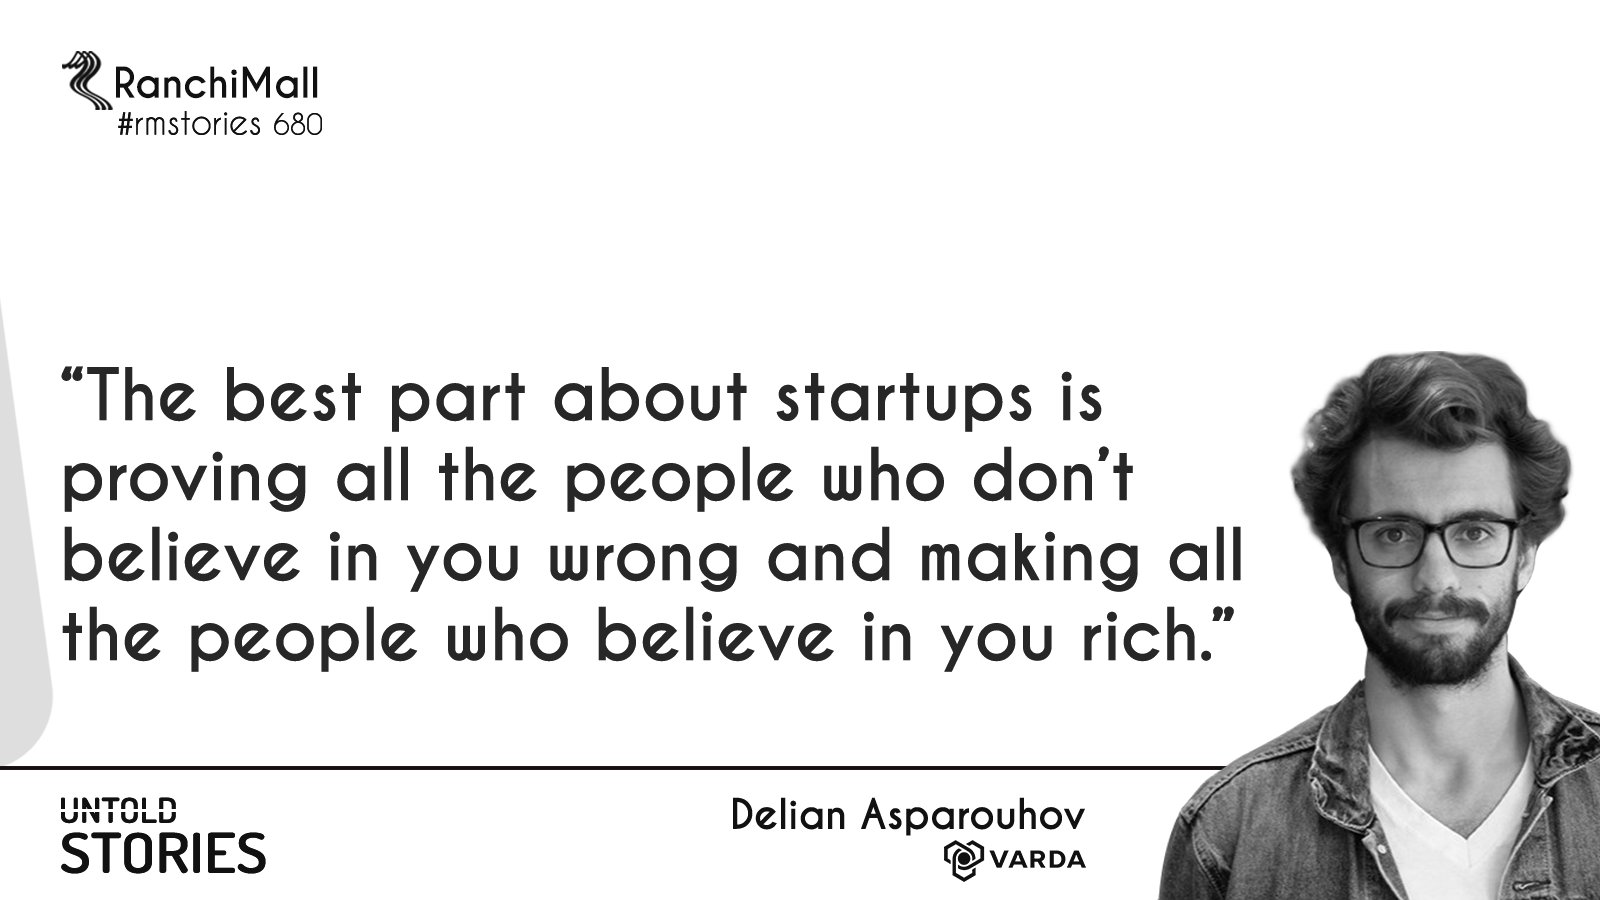 RanchiMall
#rmstories 680
“The best part about startups is
proving all the people who don’t
believe in you wrong and making all
the people who believe in you rich.”
UNTOLD
STORIES
Delian Asparouhov
VARDA